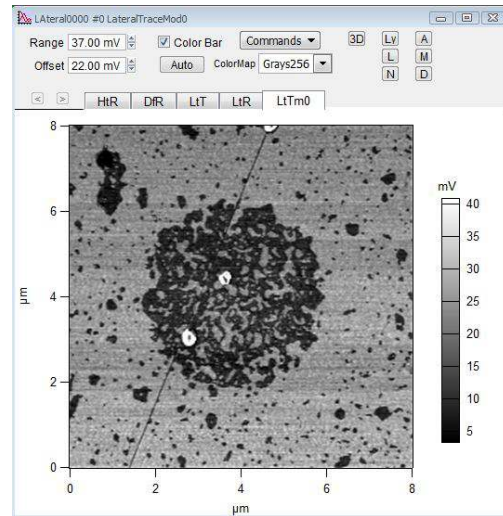 LAteral0000 #0 LateralTraceMod0
Range 37.00 mV Color Bar Commands 3D Ly A
L M
Offset 22.00 mV Auto ColorMap Grays256 N D
< > HtR DfR LtT LtR LtTm0
8
6
4
2
0
µm
0 2 4 6 8
µm
mV
40
35
30
25
20
15
10
5